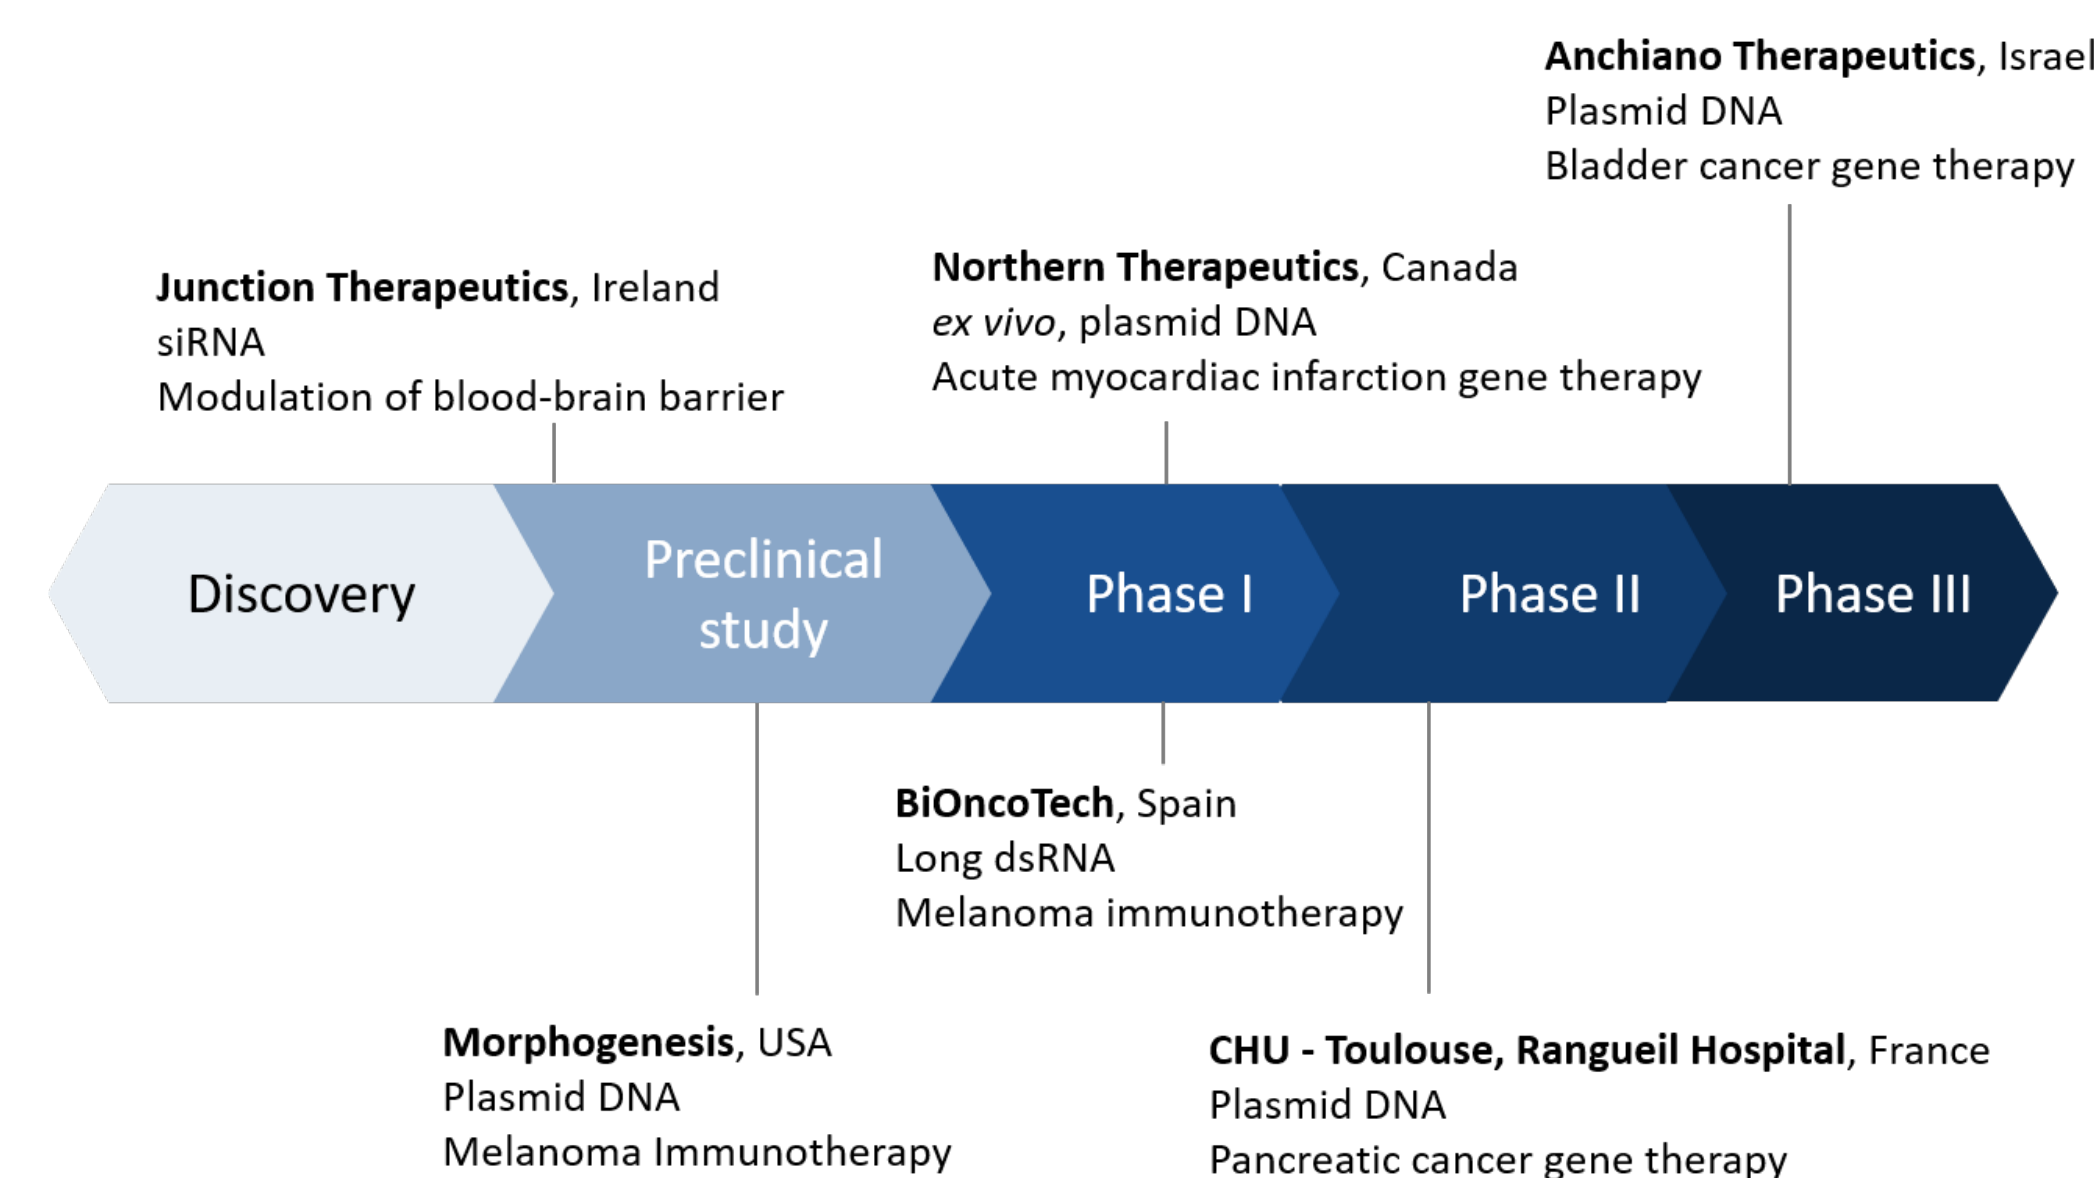 Anchiano Therapeutics, Israel
Plasmid DNA
Bladder cancer gene therapy
Junction Therapeutics, Ireland
siRNA
Modulation of blood-brain barrier
Northern Therapeutics, Canada
ex vivo, plasmid DNA
Acute myocardiac infarction gene therapy
Discovery
Preclinical
study
Phase I
Phase II
Phase III
BiOncoTech, Spain
Long dsRNA
Melanoma immunotherapy
Morphogenesis, USA
Plasmid DNA
Melanoma Immunotherapy
CHU - Toulouse, Rangueil Hospital, France
Plasmid DNA
Pancreatic cancer gene therapy